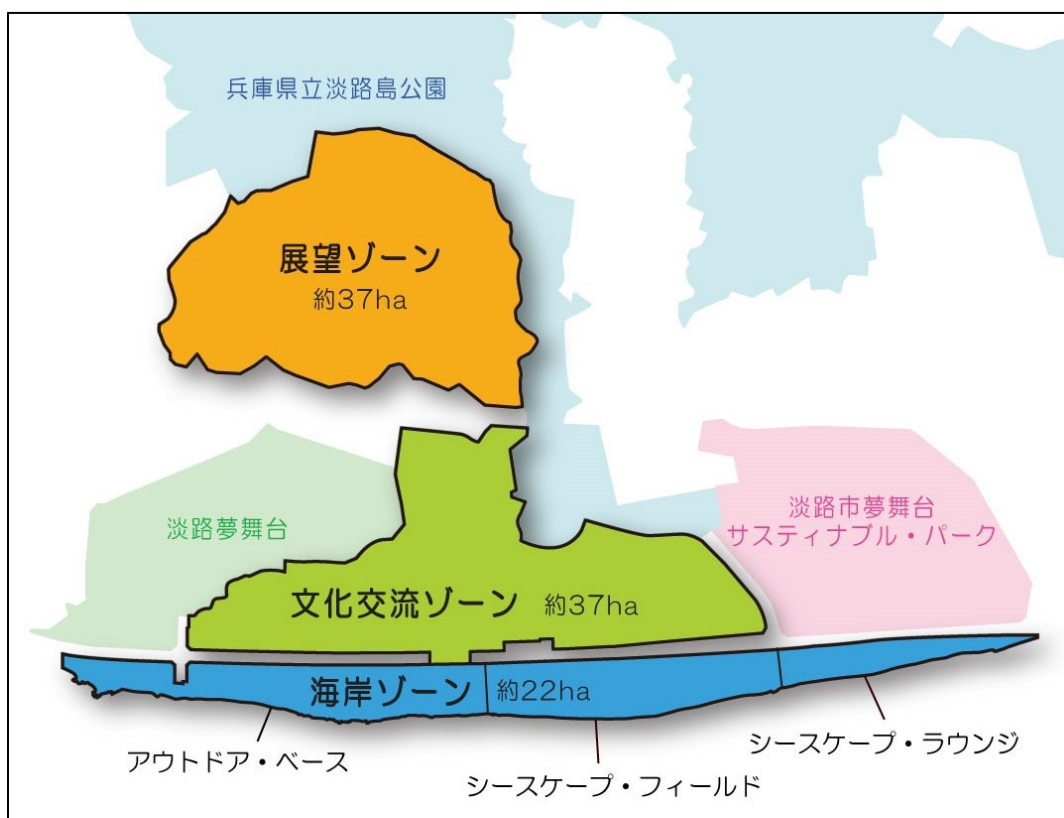 兵庫県立淡路島公園
展望ゾーン
約37ha
淡路夢舞台
淡路市夢舞台
サスティナブル・パーク
文化交流ゾーン 約37ha
海岸ゾーン 約22ha
アウトドア・ベース
シースケープ・フィールド
シースケープ・ラウンジ